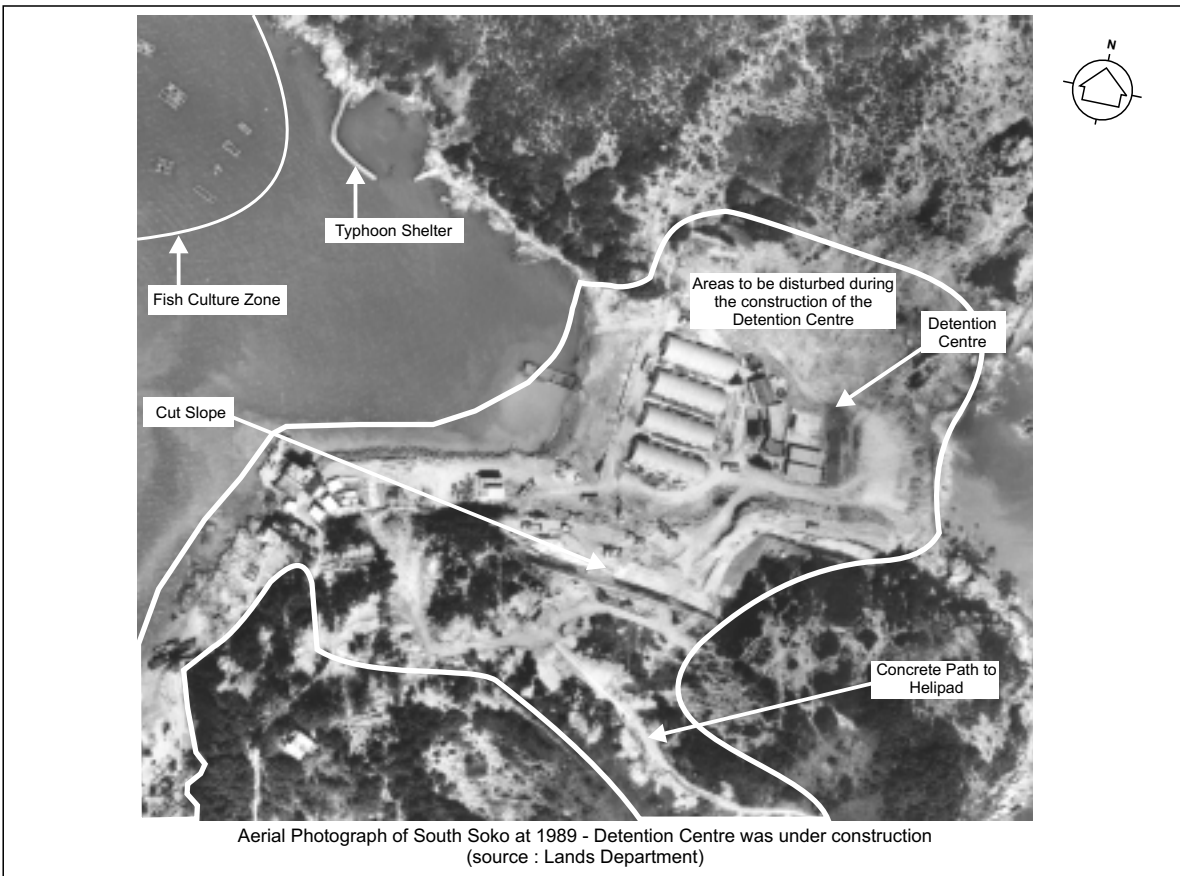 N
Typhoon Shelter
Fish Culture Zone
Areas to be disturbed during
the construction of the
Detention Centre
Detention
Centre
Cut Slope
Concrete Path to
Helipad
Aerial Photograph of South Soko at 1989 - Detention Centre was under construction
(source : Lands Department)